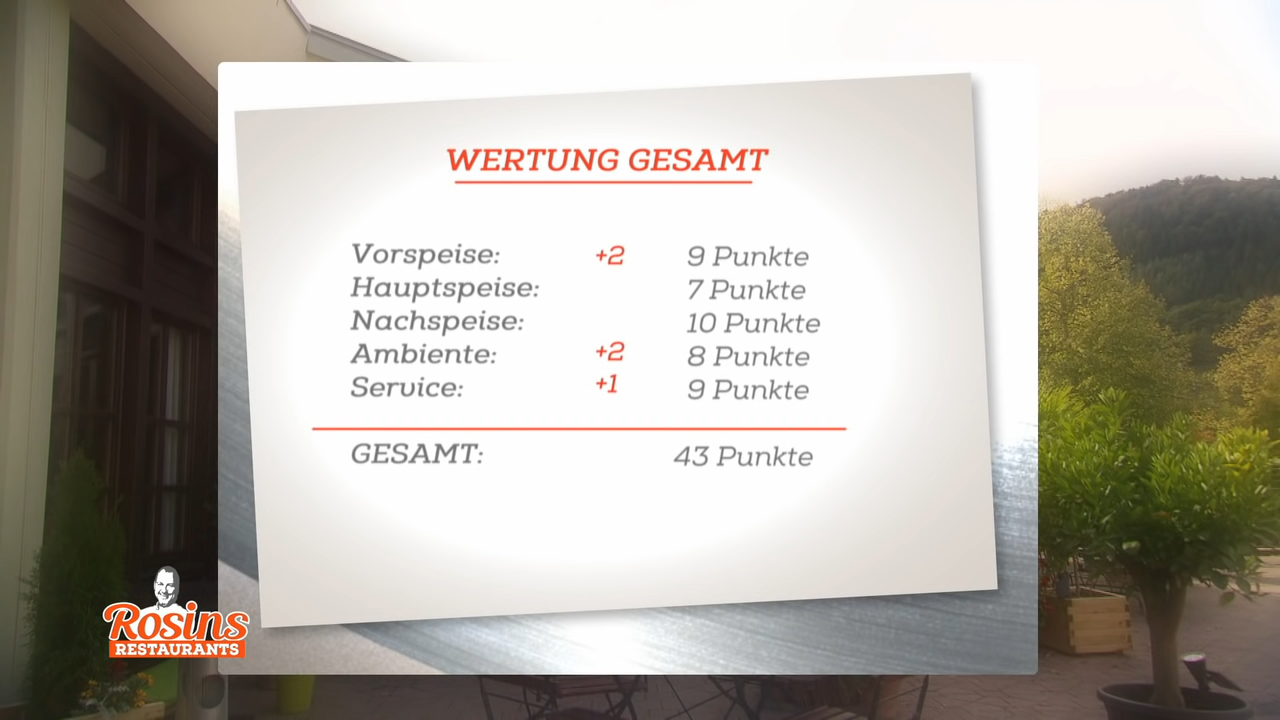 WERTUNG GESAMT
Vorspeise: +2 9 Punkte
Hauptspeise: 7 Punkte
Nachspeise: 10 Punkte
Ambiente: +2 8 Punkte
Service: +1 9 Punkte
GESAMT: 43 Punkte
Rosins
RESTAURANTS